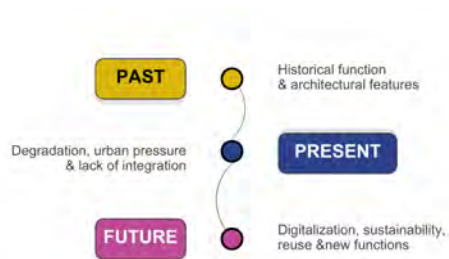 PAST
Historical function
& architectural features
Degradation, urban pressure
& lack of integration
PRESENT
FUTURE
Digitalization, sustainability,
reuse &new functions